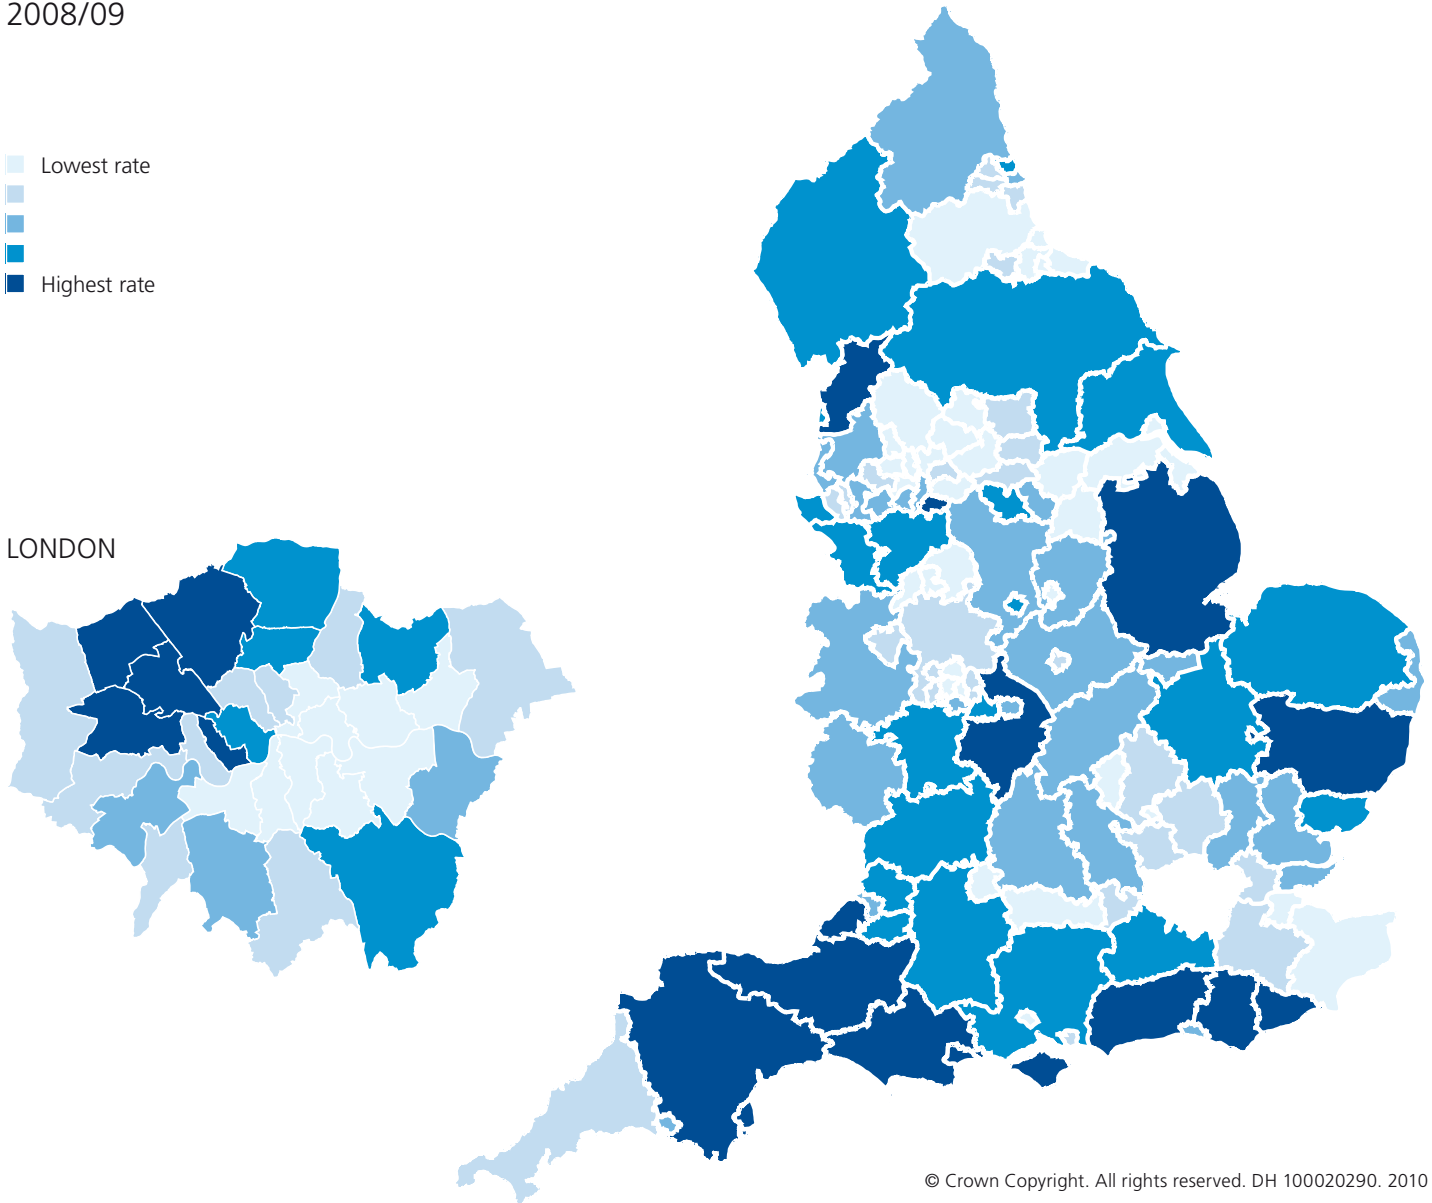 2008/09
Lowest rate
Highest rate
LONDON
© Crown Copyright. All rights reserved. DH 100020290. 2010